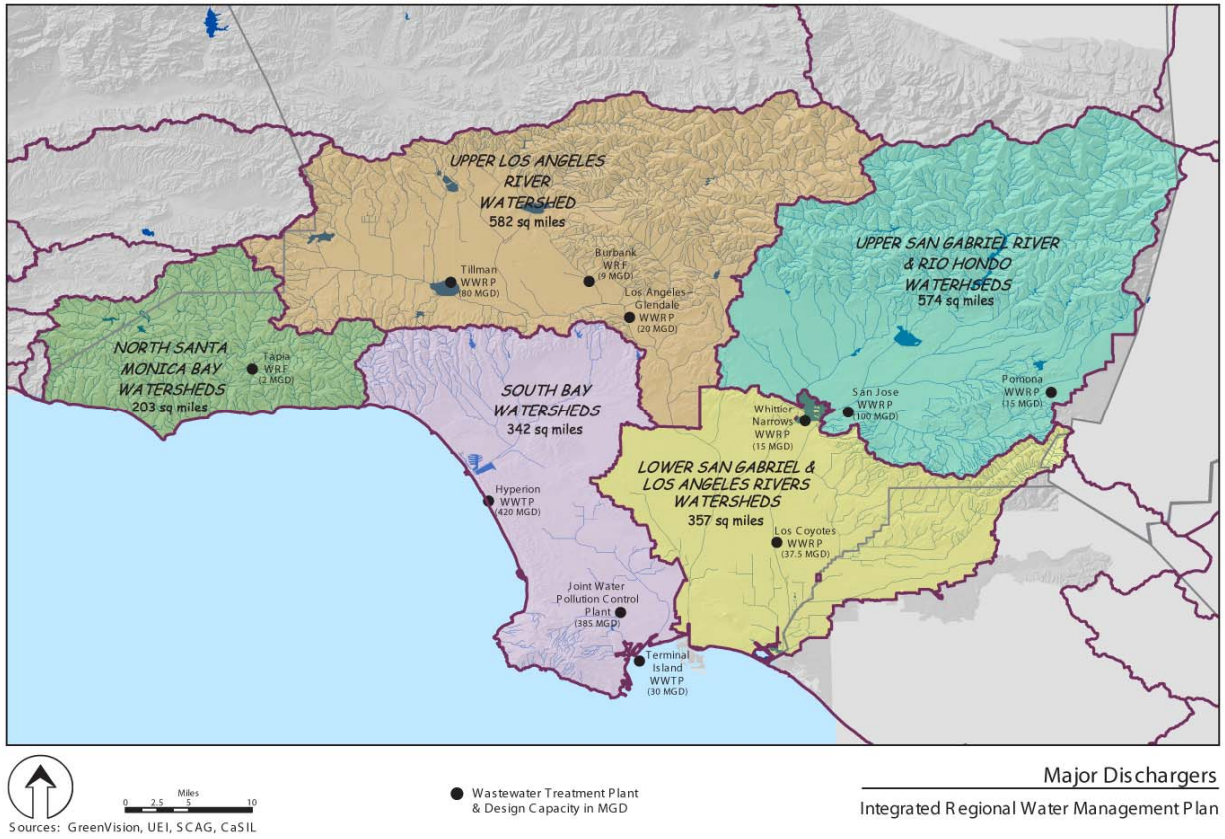 UPPER LOS ANGELES
RIVER
WATERSHED
582 sq miles
Tillman
WWRP
(80 MGD)
Burbank
WRF
(9 MGD)
Los Angeles-
Glendale
WWRP
(20 MGD)
UPPER SAN GABRIEL RIVER
& RIO HONDO
WATERHSEDS
574 sq miles
NORTH SANTA
MONICA BAY
WATERSHEDS
203 sq miles
Tapia
WRF
(2 MGD)
SOUTH BAY
WATERSHEDS
342 sq miles
Whittier
Narrows
WWRP
(15 MGD)
San Jose
WWRP
(100 MGD)
Pomona
WWRP
(15 MGD)
LOWER SAN GABRIEL &
LOS ANGELES RIVERS
WATERSHEDS
357 sq miles
Hyperion
WWTP
(420 MGD)
Los Coyotes
WWRP
(37.5 MGD)
Joint Water
Pollution Control
Plant
(385 MGD)
Terminal
Island
WWTP
(30 MGD)
Miles
0 2.5 5 10
Sources: GreenVision, UEI, SCAG, CaSIL
Wastewater Treatment Plant
& Design Capacity in MGD
Major Dischargers
Integrated Regional Water Management Plan